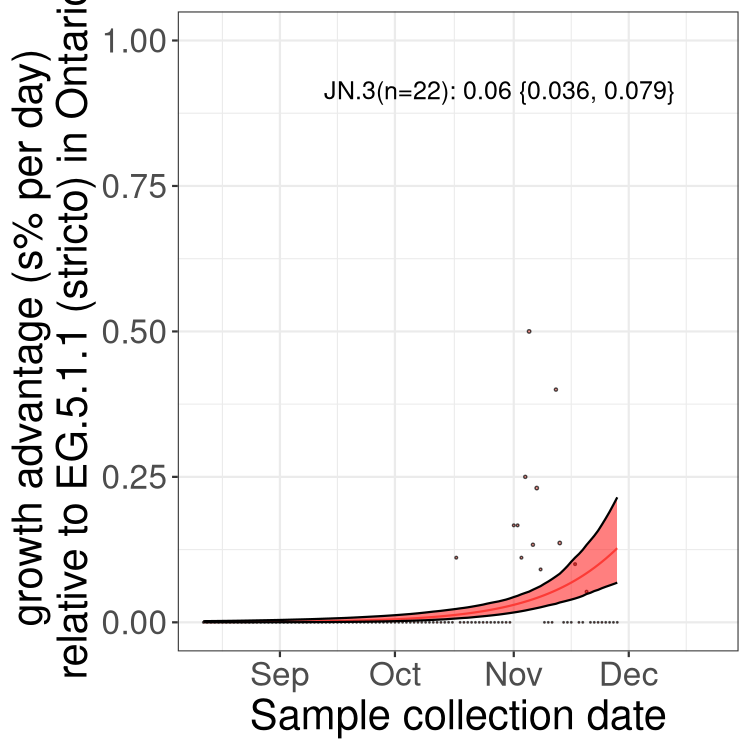 growth advantage (s% per day)
relative to EG.5.1.1 (stricto) in Ontario
1.00
0.75
0.50
0.25
0.00
JN.3(n=22): 0.06 {0.036, 0.079}
Sep Oct Nov Dec
Sample collection date